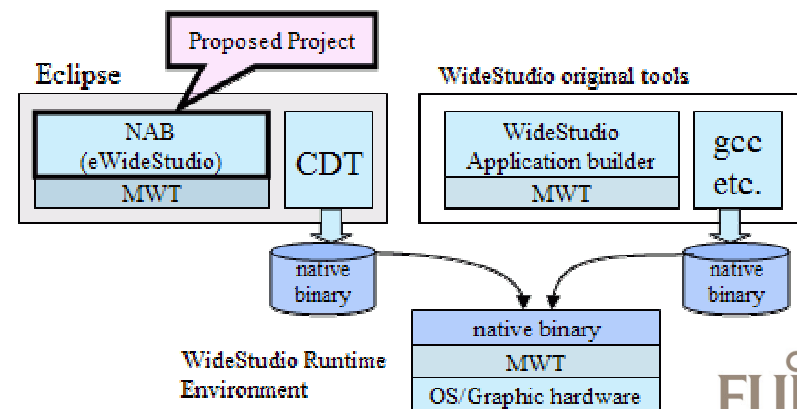 Proposed Project
Eclipse
WideStudio original tools
NAB
(eWideStudio)
MWT
CDT
WideStudio
Application builder
MWT
gcc
etc.
native
binary
native
binary
native binary
MWT
OS/Graphic hardware
WideStudio Runtime
Environment